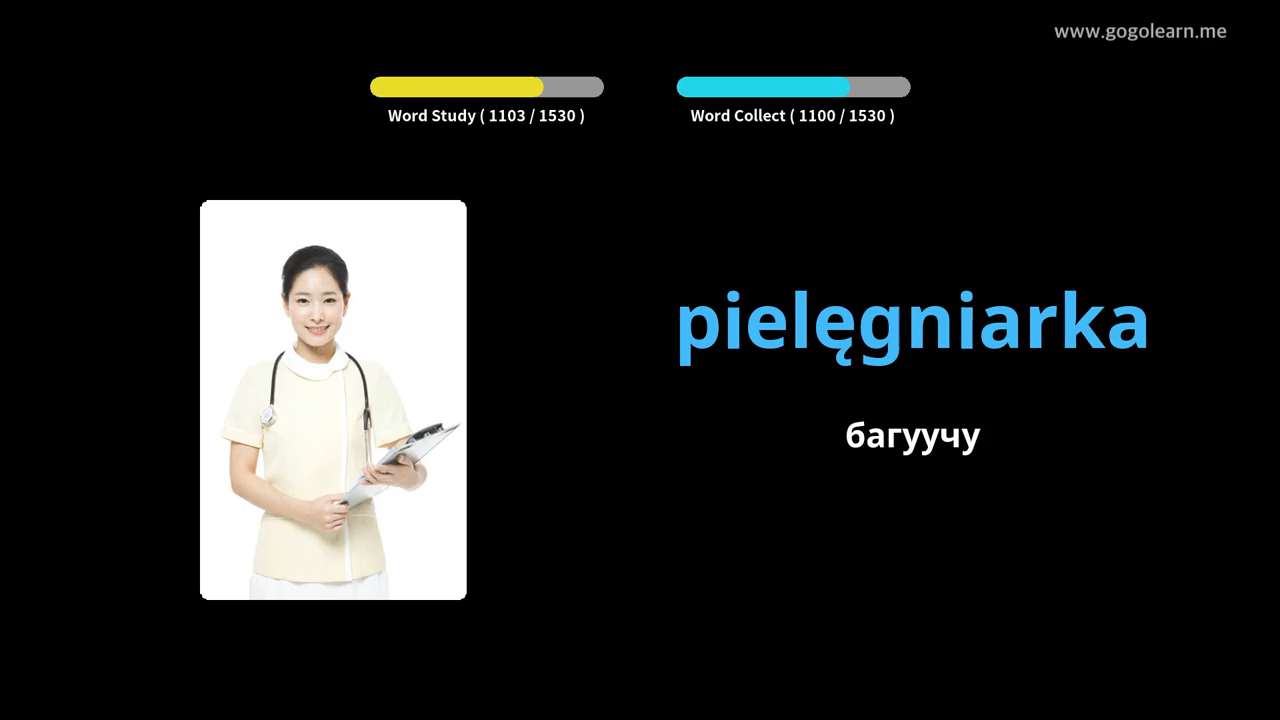 www.gogolearn.me
Word Study ( 1103 / 1530 )
Word Collect ( 1100 / 1530 )
pielęgniarka
багуучу